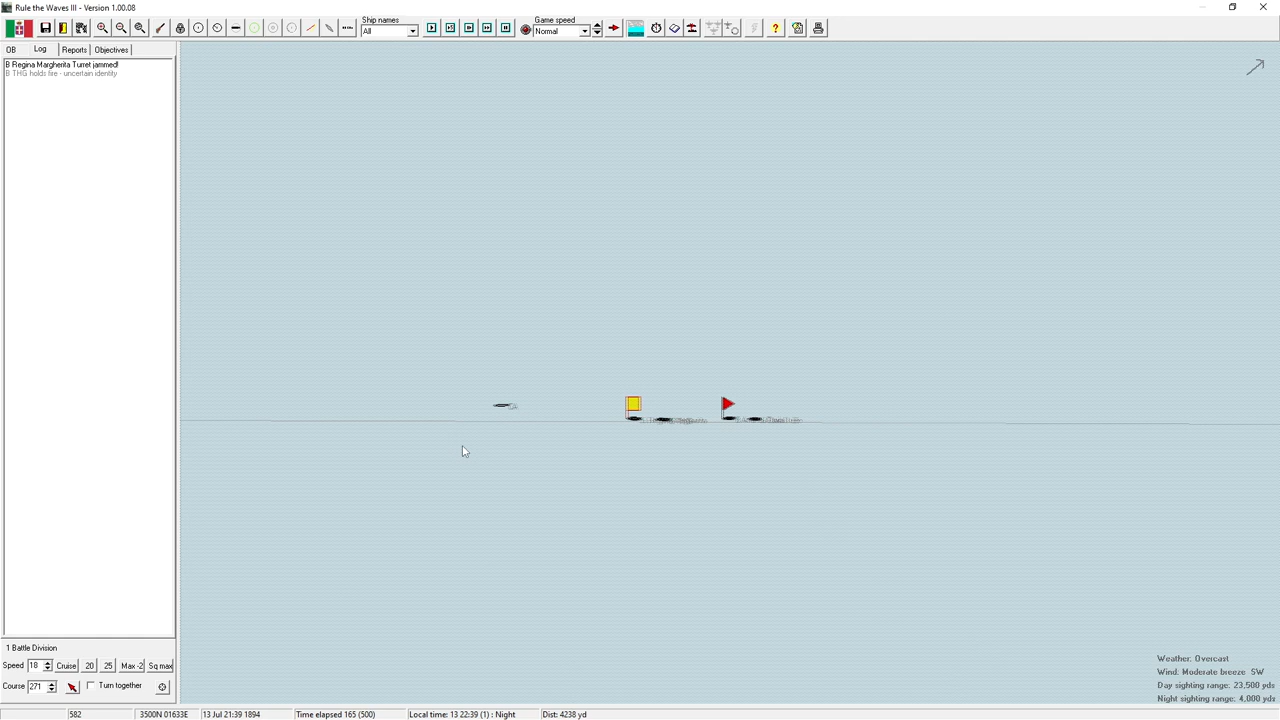 Rule the Waves III - Version 1.00.08
Ship names
All
Game speed
Normal
OB Log Reports Objectives
B Regina Margherita Turret jammed!
B THG holds fire - uncertain identity
1 Battle Division
Speed 18 Cruise 20 25 Max -2 Sq max
Course 271 Turn together
Weather: Overcast
Wind: Moderate breeze SW
Day sighting range: 23,500 yds
Night sighting range: 4,000 yds
582 3500N 01633E 13 Jul 21:39 1894 Time elapsed 165 (500) Local time: 13 22:39 (1) : Night Dist: 4238 yd